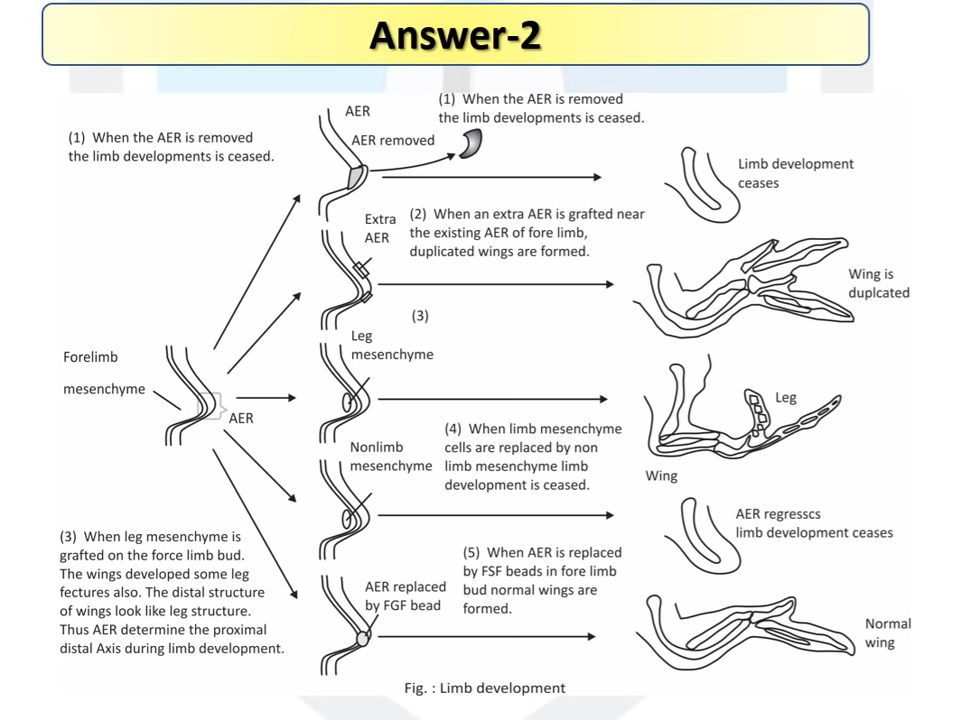 Answer-2
(1) When the AER is removed
the limb developments is ceased.
AER
AER removed
(1) When the AER is removed
the limb developments is ceased.
Limb development
ceases
Extra
AER
(2) When an extra AER is grafted near
the existing AER of fore limb,
duplicated wings are formed.
Wing is
duplcated
(3)
Leg
mesenchyme
Forelimb
mesenchyme
AER
Leg
Wing
Nonlimb
mesenchyme
(4) When limb mesenchyme
cells are replaced by non
limb mesenchyme limb
development is ceased.
AER regresscs
limb development ceases
(3) When leg mesenchyme is
grafted on the force limb bud.
The wings developed some leg
fectures also. The distal structure
of wings look like leg structure.
Thus AER determine the proximal
distal Axis during limb development.
AER replaced
by FGF bead
(5) When AER is replaced
by FSF beads in fore limb
bud normal wings are
formed.
Normal
wing
Fig. : Limb development